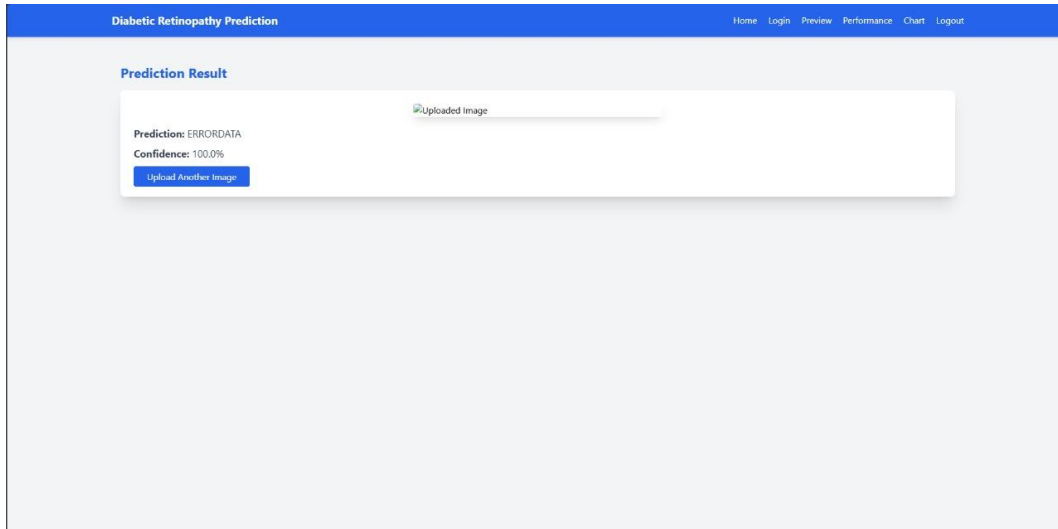 Diabetic Retinopathy Prediction
Home Login Preview Performance Chart Logout
Prediction Result
Uploaded Image
Prediction: ERRORDATA
Confidence: 100.0%
Upload Another Image